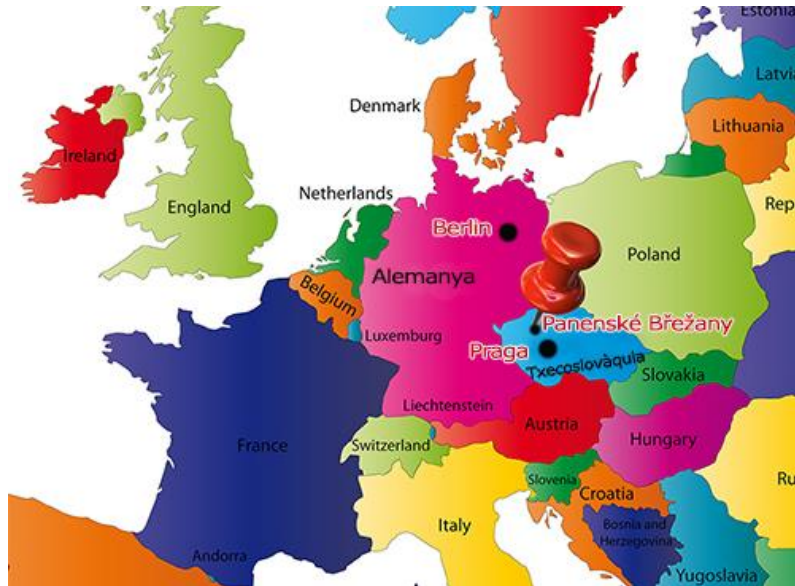 Estonia
Latvia
Denmark
Lithuania
Ireland
Netherlands
England
Rep
Berlin
Poland
Alemanya
Belgium
Panenské Břežany
Luxemburg
Praga
Txecoslovàquia
Slovakia
Liechtenstein
Austria
France
Switzerland
Hungary
Slovenia
Ru
Croatia
Italy
Bosnia and
Herzegovina
Andorra
Yugoslavia